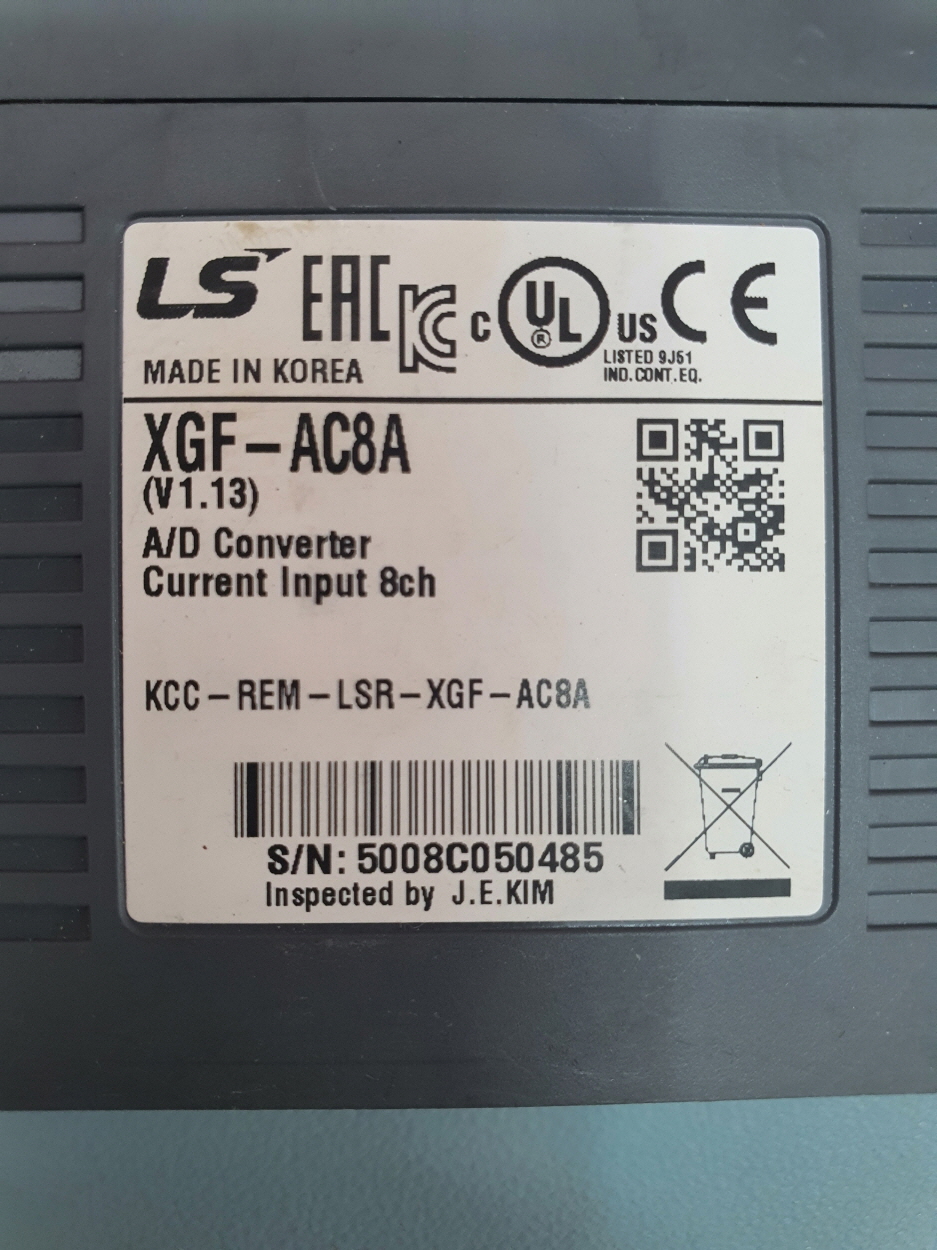 LS EAC KC c UL ® US CE
MADE IN KOREA
LISTED 9J51
IND.CONT.EQ.
XGF-AC8A
(V1.13)
A/D Converter
Current Input 8ch
KCC-REM-LSR-XGF-AC8A
S/N: 5008C050485
Inspected by J.E.KIM